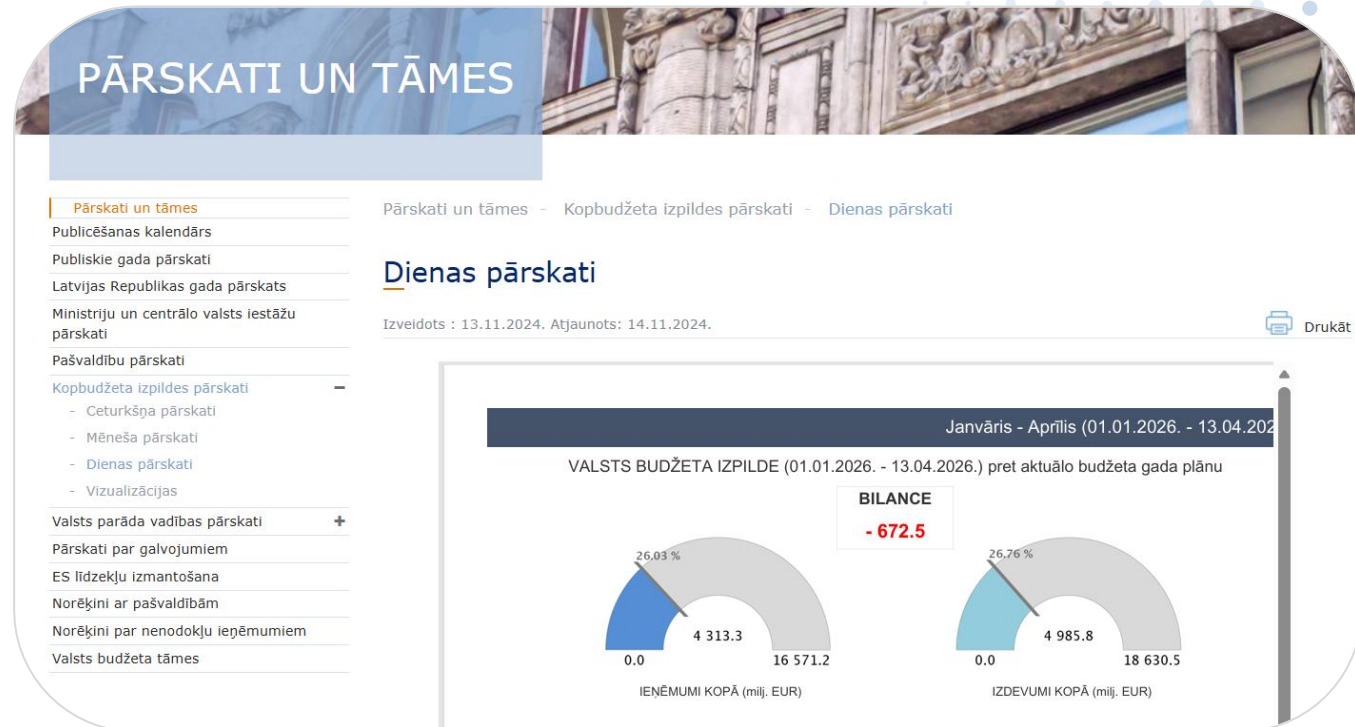 PĀRSKATI UN TĀMES
Pārskati un tāmes
Publicēšanas kalendārs
Publiskie gada pārskati
Latvijas Republikas gada pārskats
Ministriju un centrālo valsts iestāžu
pārskati
Pašvaldību pārskati
Kopbudžeta izpildes pārskati
- Ceturkšņa pārskati
- Mēneša pārskati
- Dienas pārskati
- Vizualizācijas
Valsts parāda vadības pārskati
Pārskati par galvojumiem
ES līdzekļu izmantošana
Norēķini ar pašvaldībām
Norēķini par nenodokļu ieņēmumiem
Valsts budžeta tāmes
Pārskati un tāmes - Kopbudžeta izpildes pārskati - Dienas pārskati
Dienas pārskati
Izveidots : 13.11.2024. Atjaunots: 14.11.2024.
Drukāt
Janvāris - Aprīlis (01.01.2026. - 13.04.202
VALSTS BUDŽETA IZPILDE (01.01.2026. - 13.04.2026.) pret aktuālo budžeta gada plānu
BILANCE
- 672.5
26.03 %
4 313.3
0.0 16 571.2
IEŅĒMUMI KOPĀ (milj. EUR)
26.76 %
4 985.8
0.0 18 630.5
IZDEVUMI KOPĀ (milj. EUR)